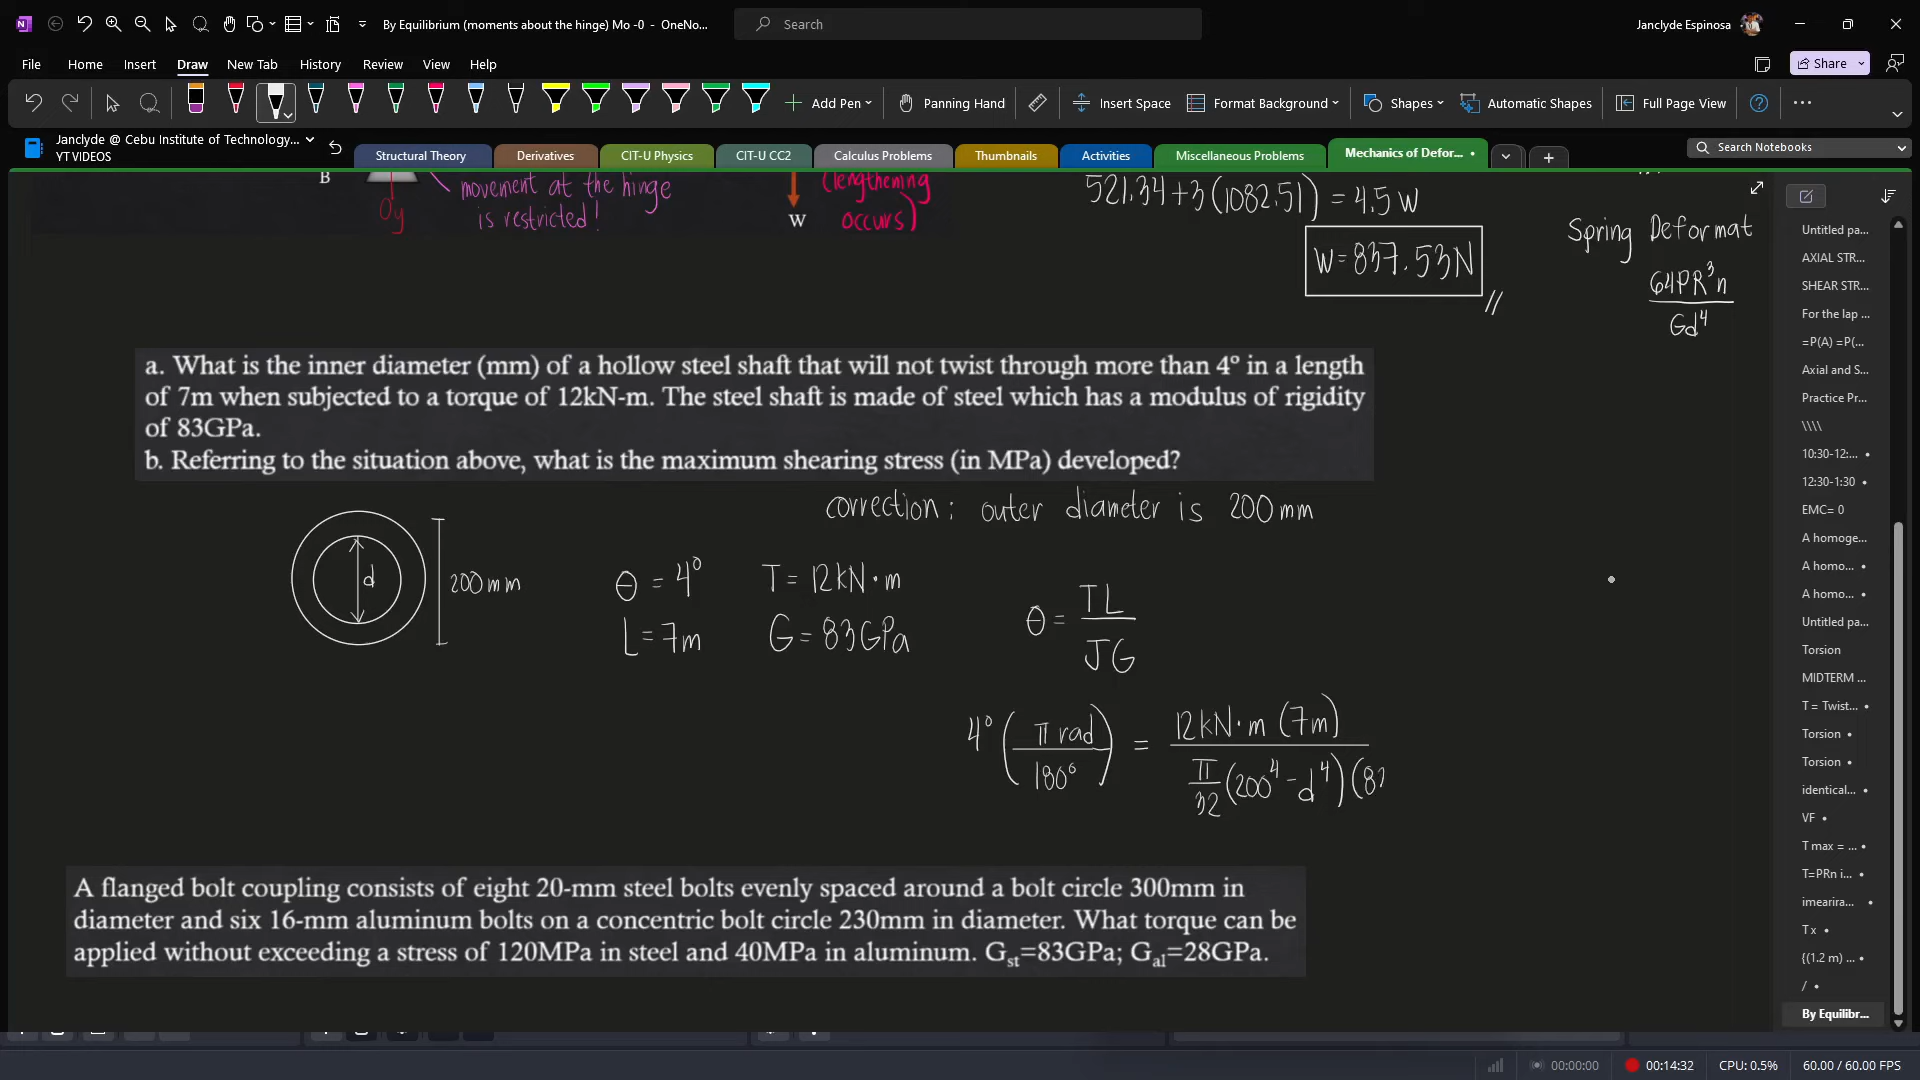 By Equilibrium (moments about the hinge) Mo -0 - OneNo...
Search
Janclyde Espinosa
File Home Insert Draw New Tab History Review View Help
Share
Add Pen Panning Hand Insert Space Format Background Shapes Automatic Shapes Full Page View
Janclyde @ Cebu Institute of Technology...
YT VIDEOS
Structural Theory Derivatives CIT-U Physics CIT-U CC2 Calculus Problems Thumbnails Activities Miscellaneous Problems Mechanics of Defor...
Search Notebooks
B
Oy
movement at the hinge
is restricted!
(lengthening
occurs)
W
521.34+3(1082.51) = 4.5W
W=837.53N
//
Spring Deformat
64PR³n
Gd⁴
a. What is the inner diameter (mm) of a hollow steel shaft that will not twist through more than 4º in a length
of 7m when subjected to a torque of 12kN-m. The steel shaft is made of steel which has a modulus of rigidity
of 83GPa.
b. Referring to the situation above, what is the maximum shearing stress (in MPa) developed?
correction: outer diameter is 200mm
d
200mm
θ = 4° T= 12kN·m
L=7m G=83GPa
θ = TL
JG
4° (π rad) = 12kN·m (7m)
180° π/32 (200⁴-d⁴)(83
A flanged bolt coupling consists of eight 20-mm steel bolts evenly spaced around a bolt circle 300mm in
diameter and six 16-mm aluminum bolts on a concentric bolt circle 230mm in diameter. What torque can be
applied without exceeding a stress of 120MPa in steel and 40MPa in aluminum. Gst=83GPa; Gal=28GPa.
Untitled pa...
AXIAL STR...
SHEAR STR...
For the lap ...
=P(A) =P(...
Axial and S...
Practice Pr...
\\\\
10:30-12:...
12:30-1:30
EMC= 0
A homoge...
A homo...
A homo...
Untitled pa...
Torsion
MIDTERM ...
T = Twist...
Torsion
Torsion
identical...
VF
T max = ...
T=PRn i...
imearira...
T x
{(1.2 m) ...
/
By Equilibr...
00:00:00
00:14:32
CPU: 0.5%
60.00 / 60.00 FPS